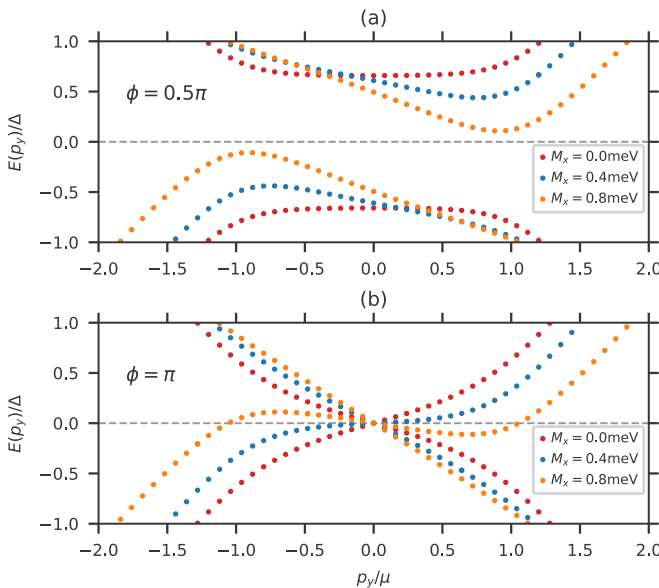 (a)
1.0
0.5
0.0
−0.5
−1.0
E(p_y)/Δ
ϕ = 0.5π
M_x = 0.0meV
M_x = 0.4meV
M_x = 0.8meV
−2.0 −1.5 −1.0 −0.5 0.0 0.5 1.0 1.5 2.0
(b)
1.0
0.5
0.0
−0.5
−1.0
E(p_y)/Δ
ϕ = π
M_x = 0.0meV
M_x = 0.4meV
M_x = 0.8meV
−2.0 −1.5 −1.0 −0.5 0.0 0.5 1.0 1.5 2.0
p_y/μ